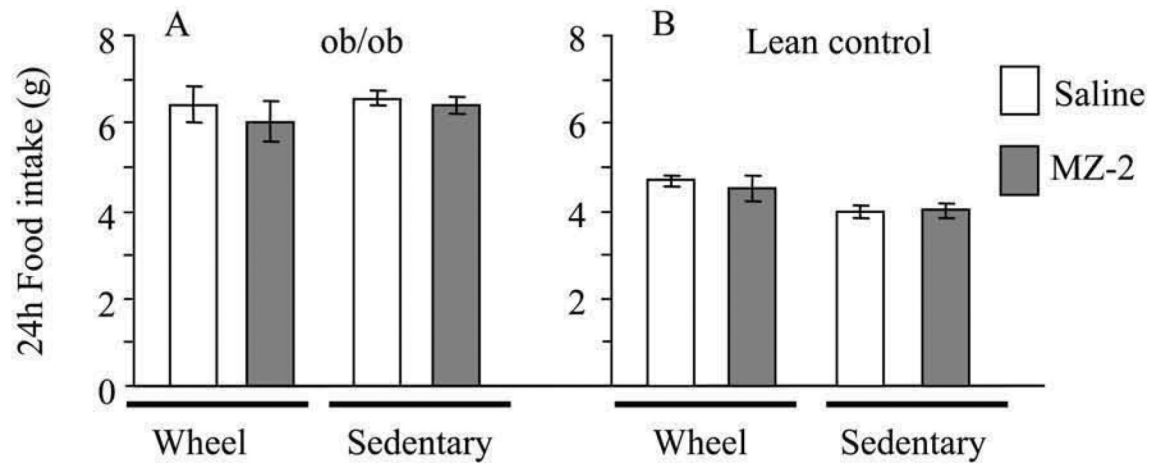 A
ob/ob
B
Lean control
24h Food intake (g)
8
6
4
2
0
8
6
4
2
Saline
MZ-2
Wheel
Sedentary
Wheel
Sedentary